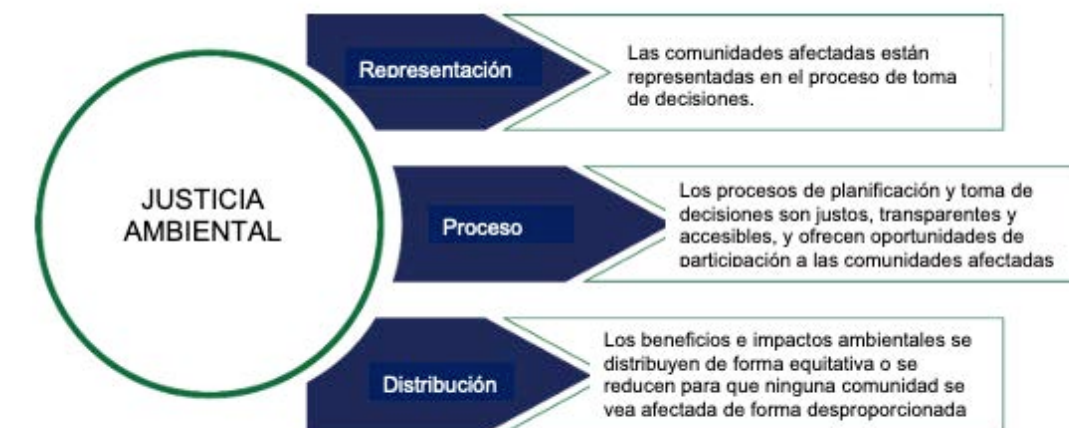 JUSTICIA
AMBIENTAL
Representación
Las comunidades afectadas están
representadas en el proceso de toma
de decisiones.
Proceso
Los procesos de planificación y toma de
decisiones son justos, transparentes y
accesibles, y ofrecen oportunidades de
participación a las comunidades afectadas
Distribución
Los beneficios e impactos ambientales se
distribuyen de forma equitativa o se
reducen para que ninguna comunidad se
vea afectada de forma desproporcionada